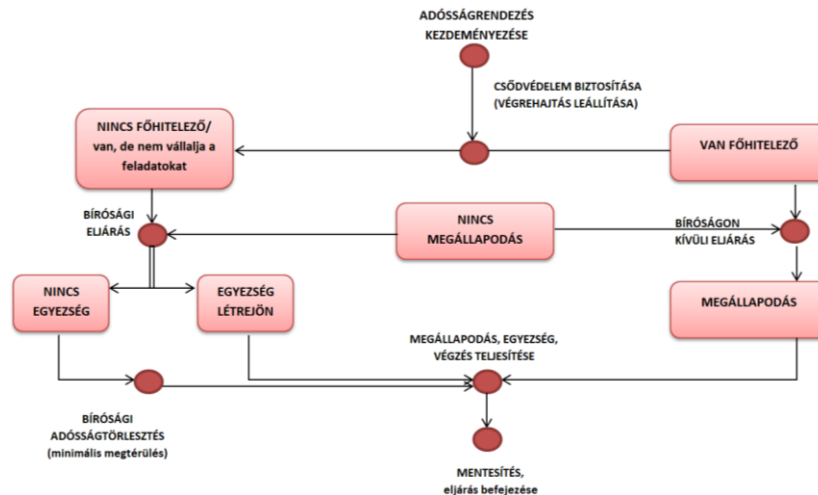 ADÓSSÁGRENDEZÉS
KEZDEMÉNYEZÉSE
CSŐDVÉDELEM BIZTOSÍTÁSA
(VÉGREHAJTÁS LEÁLLÍTÁSA)
NINCS FŐHITELEZŐ/
van, de nem vállalja a
feladatokat
VAN FŐHITELEZŐ
BÍRÓSÁGI
ELJÁRÁS
NINCS
MEGÁLLAPODÁS
BÍRÓSÁGON
KÍVÜLI ELJÁRÁS
NINCS
EGYEZSÉG
EGYEZSÉG
LÉTREJÖN
MEGÁLLAPODÁS
MEGÁLLAPODÁS, EGYEZSÉG,
VÉGZÉS TELJESÍTÉSE
BÍRÓSÁGI
ADÓSSÁGTÖRLESZTÉS
(minimális megtérülés)
MENTESÍTÉS,
eljárás befejezése